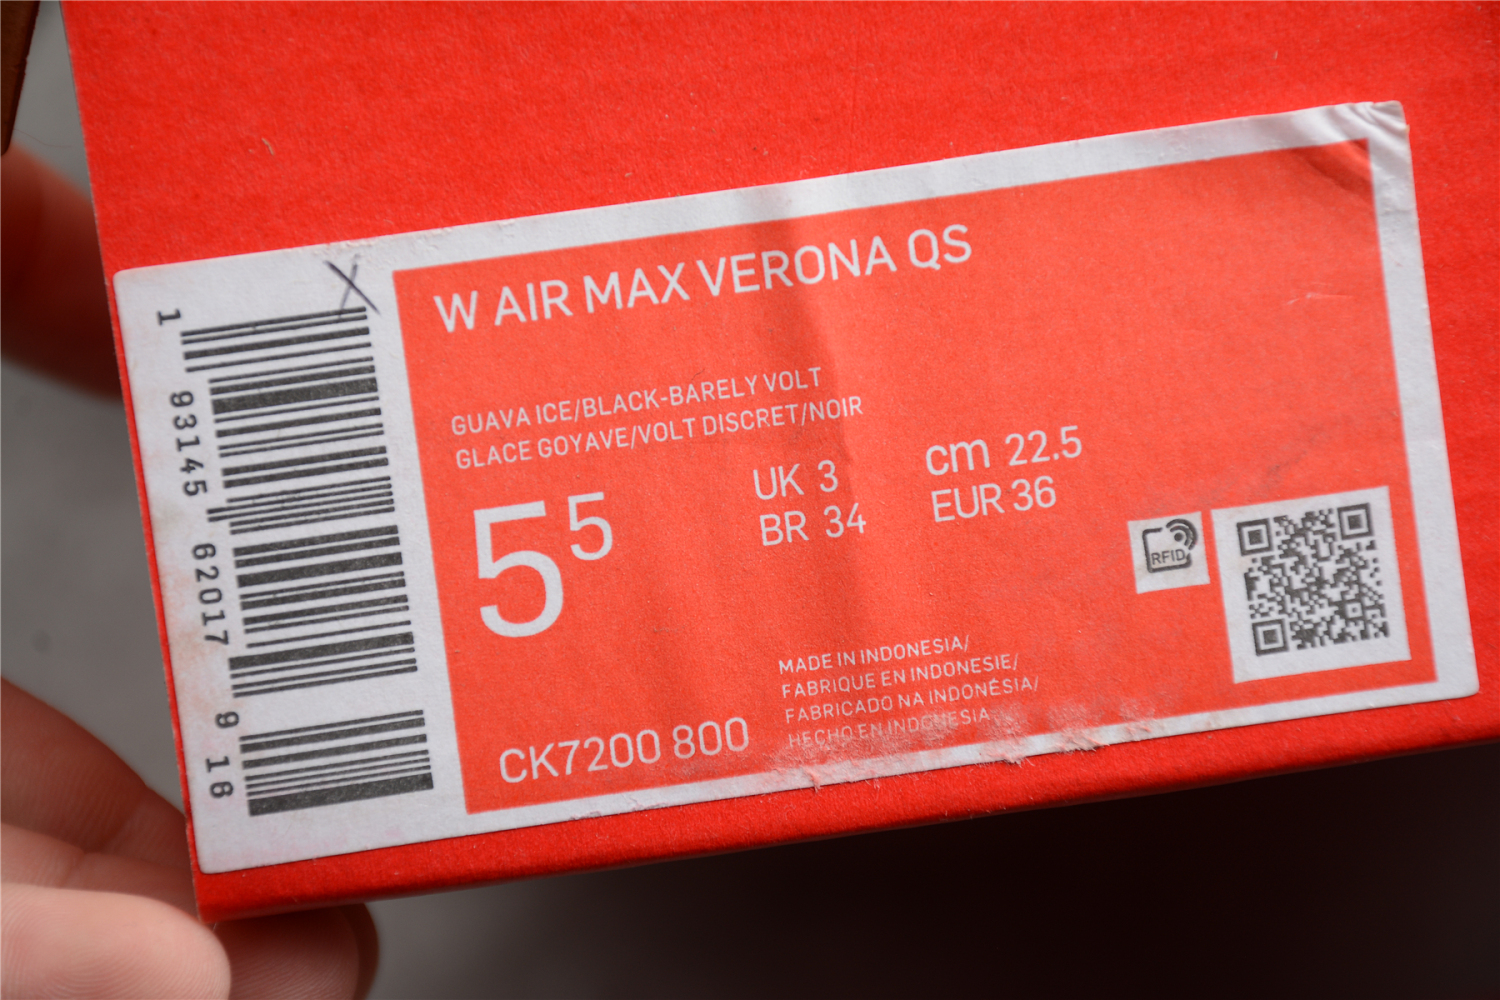 W AIR MAX VERONA QS
GUAVA ICE/BLACK-BARELY VOLT
GLACE GOYAVE/VOLT DISCRET/NOIR
5 5
UK 3
BR 34
cm 22.5
EUR 36
RFID
MADE IN INDONESIA/
FABRIQUE EN INDONESIE/
FABRICADO NA INDONÉSIA/
HECHO EN INDONESIA
CK7200 800
1 93145 62017 9 18
X